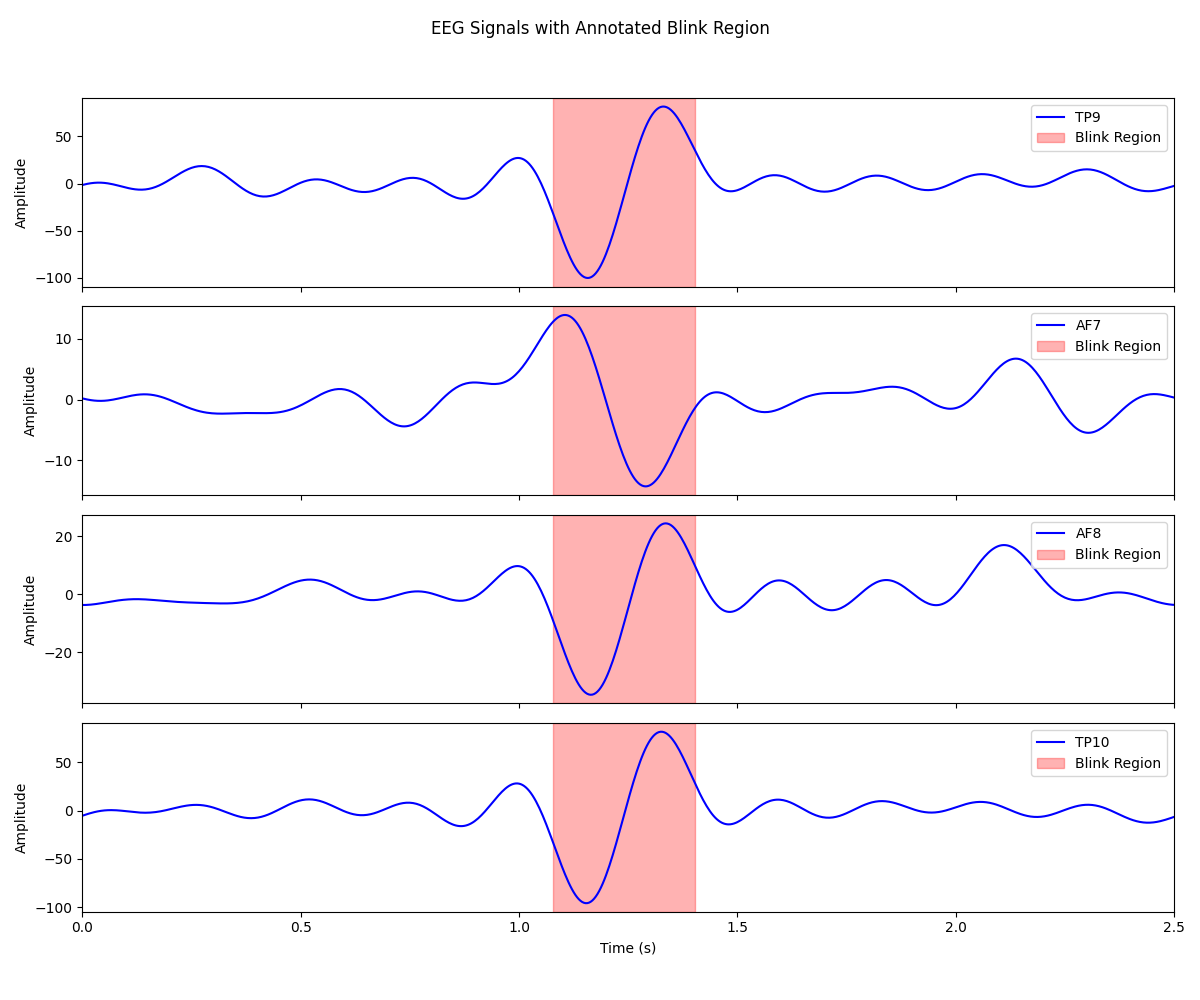 EEG Signals with Annotated Blink Region
Amplitude
50
0
−50
−100
TP9
Blink Region
Amplitude
10
0
−10
AF7
Blink Region
Amplitude
20
0
−20
AF8
Blink Region
Amplitude
50
0
−50
−100
TP10
Blink Region
0.0 0.5 1.0 1.5 2.0 2.5
Time (s)